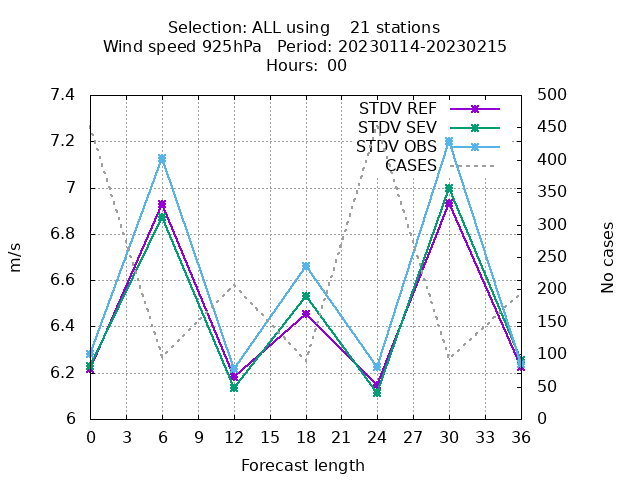 Selection: ALL using    21 stations
Wind speed 925hPa   Period: 20230114-20230215
Hours:  00
7.4
7.2
7
6.8
6.6
6.4
6.2
6
m/s
STDV REF
STDV SEV
STDV OBS
CASES
500
450
400
350
300
250
200
150
100
50
0
No cases
0 3 6 9 12 15 18 21 24 27 30 33 36
Forecast length